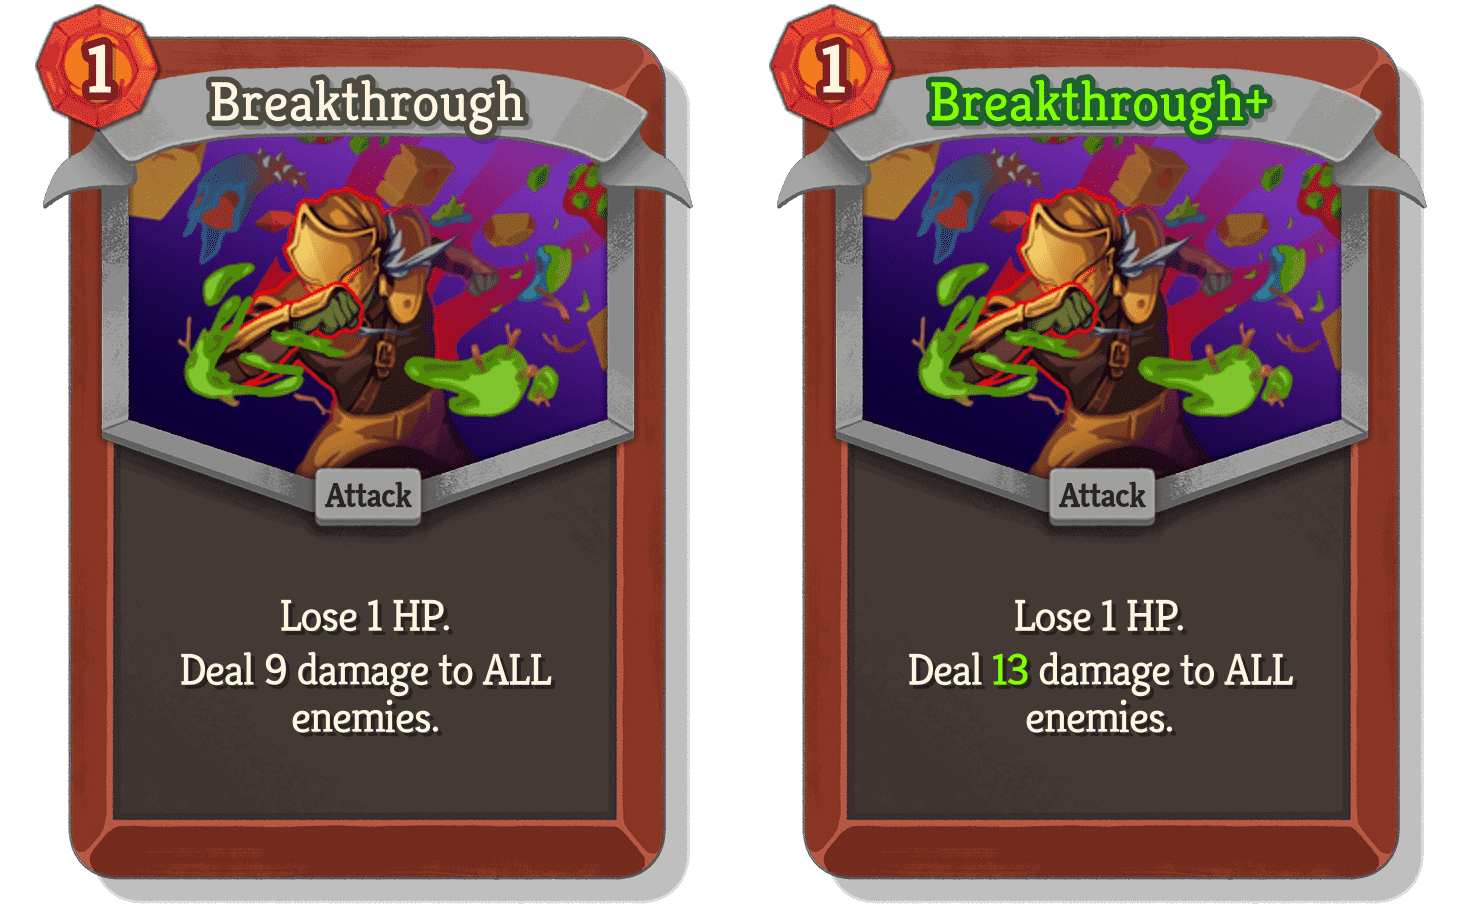 1
Breakthrough
Attack
Lose 1 HP.
Deal 9 damage to ALL
enemies.
1
Breakthrough+
Attack
Lose 1 HP.
Deal 13 damage to ALL
enemies.